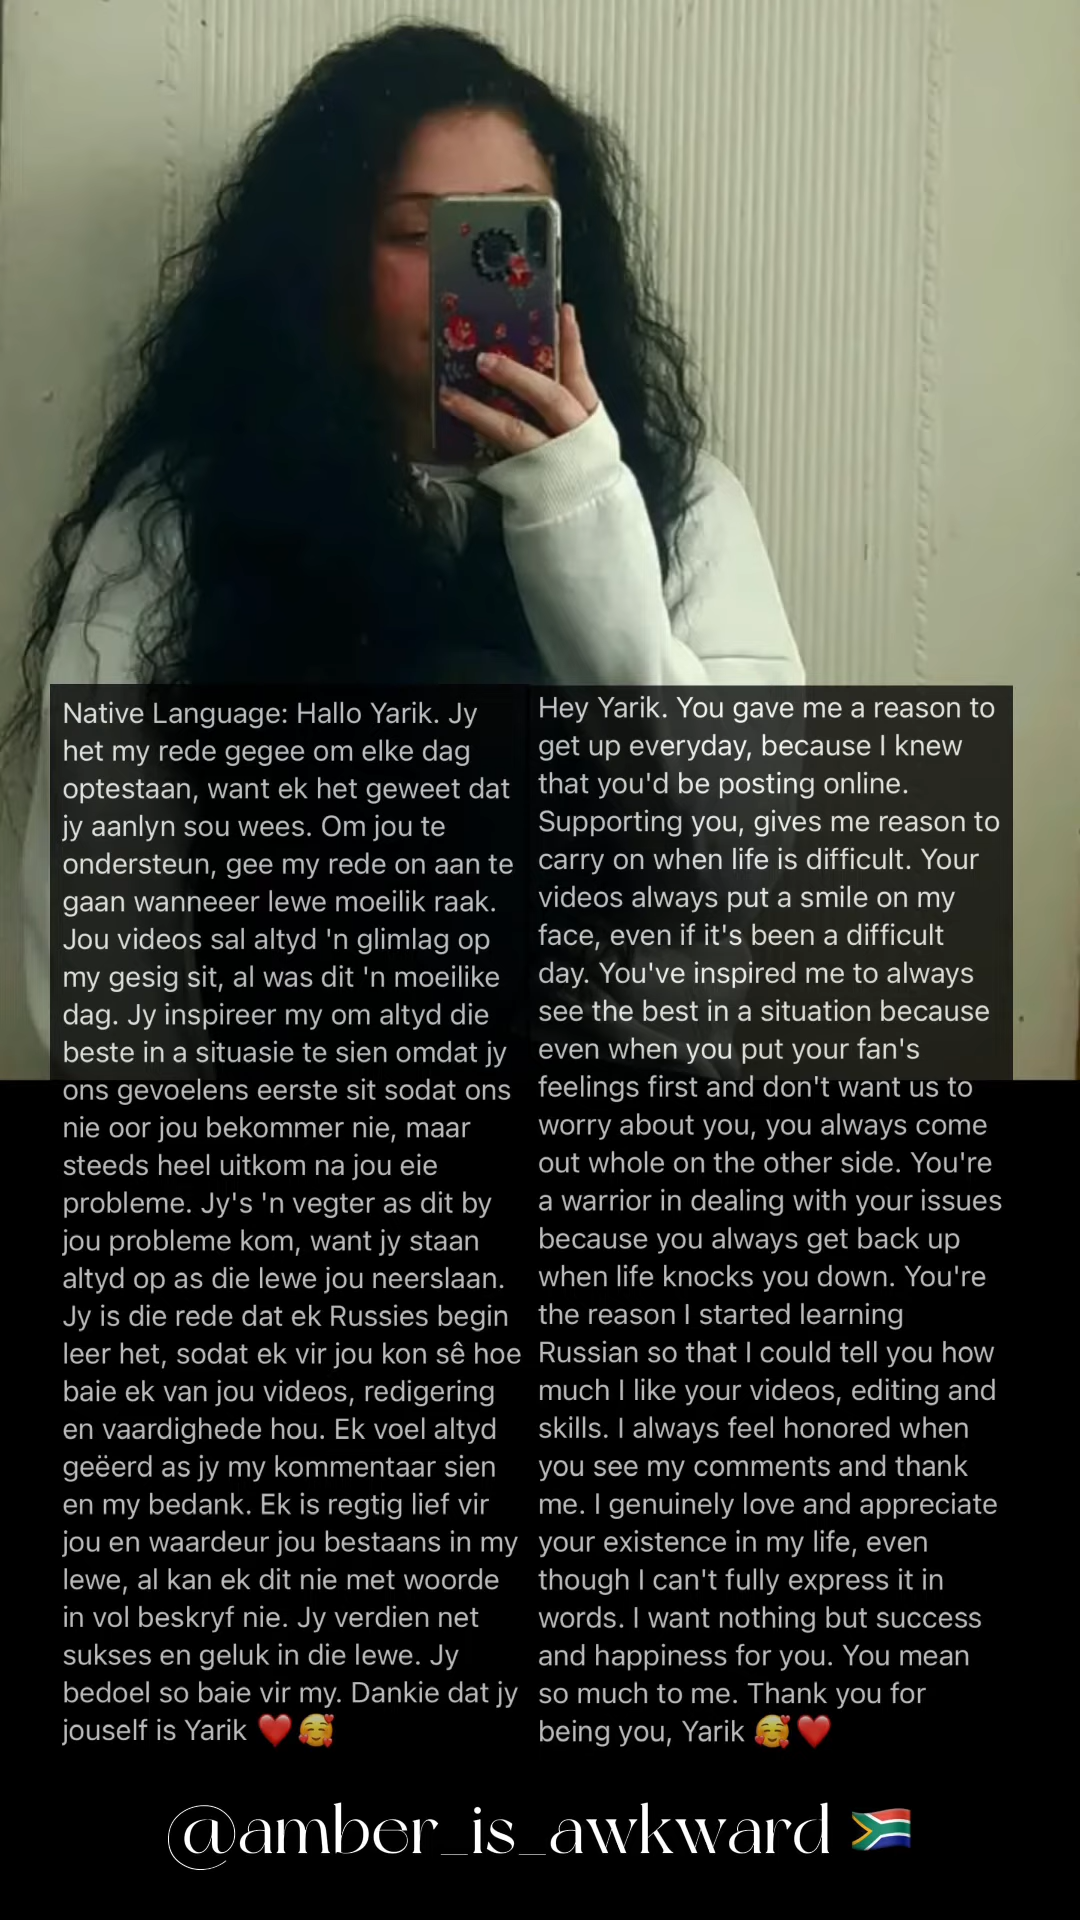 Native Language: Hallo Yarik. Jy
het my rede gegee om elke dag
optestaan, want ek het geweet dat
jy aanlyn sou wees. Om jou te
ondersteun, gee my rede on aan te
gaan wanneeer lewe moeilik raak.
Jou videos sal altyd 'n glimlag op
my gesig sit, al was dit 'n moeilike
dag. Jy inspireer my om altyd die
beste in a situasie te sien omdat jy
ons gevoelens eerste sit sodat ons
nie oor jou bekommer nie, maar
steeds heel uitkom na jou eie
probleme. Jy's 'n vegter as dit by
jou probleme kom, want jy staan
altyd op as die lewe jou neerslaan.
Jy is die rede dat ek Russies begin
leer het, sodat ek vir jou kon sê hoe
baie ek van jou videos, redigering
en vaardighede hou. Ek voel altyd
geëerd as jy my kommentaar sien
en my bedank. Ek is regtig lief vir
jou en waardeur jou bestaans in my
lewe, al kan ek dit nie met woorde
in vol beskryf nie. Jy verdien net
sukses en geluk in die lewe. Jy
bedoel so baie vir my. Dankie dat jy
jouself is Yarik ❤️🥰
Hey Yarik. You gave me a reason to
get up everyday, because I knew
that you'd be posting online.
Supporting you, gives me reason to
carry on when life is difficult. Your
videos always put a smile on my
face, even if it's been a difficult
day. You've inspired me to always
see the best in a situation because
even when you put your fan's
feelings first and don't want us to
worry about you, you always come
out whole on the other side. You're
a warrior in dealing with your issues
because you always get back up
when life knocks you down. You're
the reason I started learning
Russian so that I could tell you how
much I like your videos, editing and
skills. I always feel honored when
you see my comments and thank
me. I genuinely love and appreciate
your existence in my life, even
though I can't fully express it in
words. I want nothing but success
and happiness for you. You mean
so much to me. Thank you for
being you, Yarik 🥰❤️
@amber_is_awkward 🇿🇦